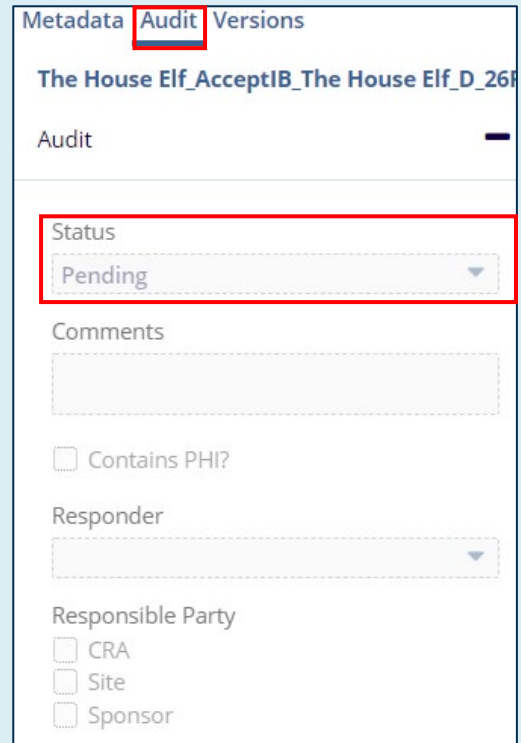 Metadata Audit Versions
The House Elf_AcceptIB_The House Elf_D_26
Audit
Status
Pending
Comments
Contains PHI?
Responder
Responsible Party
CRA
Site
Sponsor